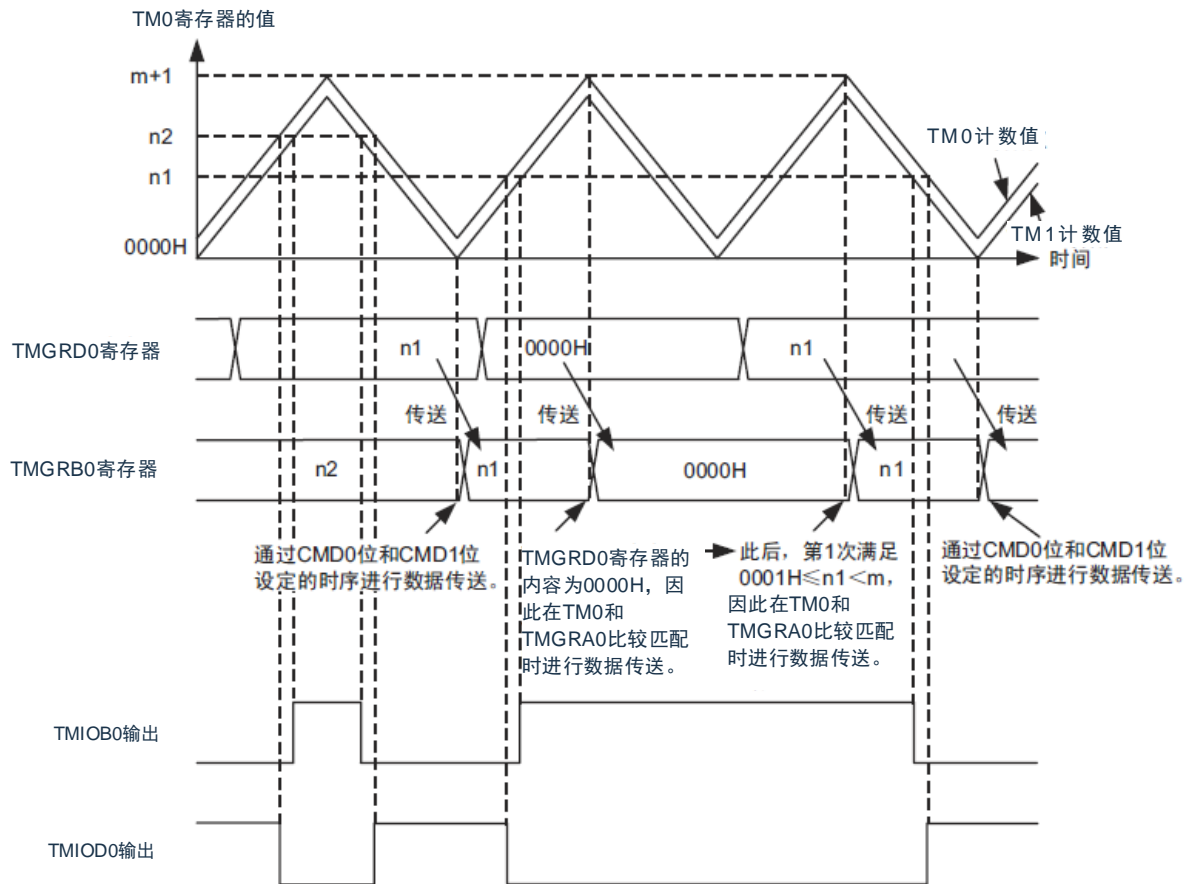 TM0寄存器的值
m+1
n2
n1
0000H
TM0计数值
TM1计数值
时间
TMGRD0寄存器
n1
0000H
n1
传送
传送
传送
传送
TMGRB0寄存器
n2
n1
0000H
n1
通过CMD0位和CMD1位
设定的时序进行数据传送。
TMGRD0寄存器的
内容为0000H，因
此在TM0和
TMGRA0比较匹配
时进行数据传送。
此后，第1次满足
0001H≤n1＜m，
因此在TM0和
TMGRA0比较匹配
时进行数据传送。
通过CMD0位和CMD1位
设定的时序进行数据传送。
TMIOB0输出
TMIOD0输出